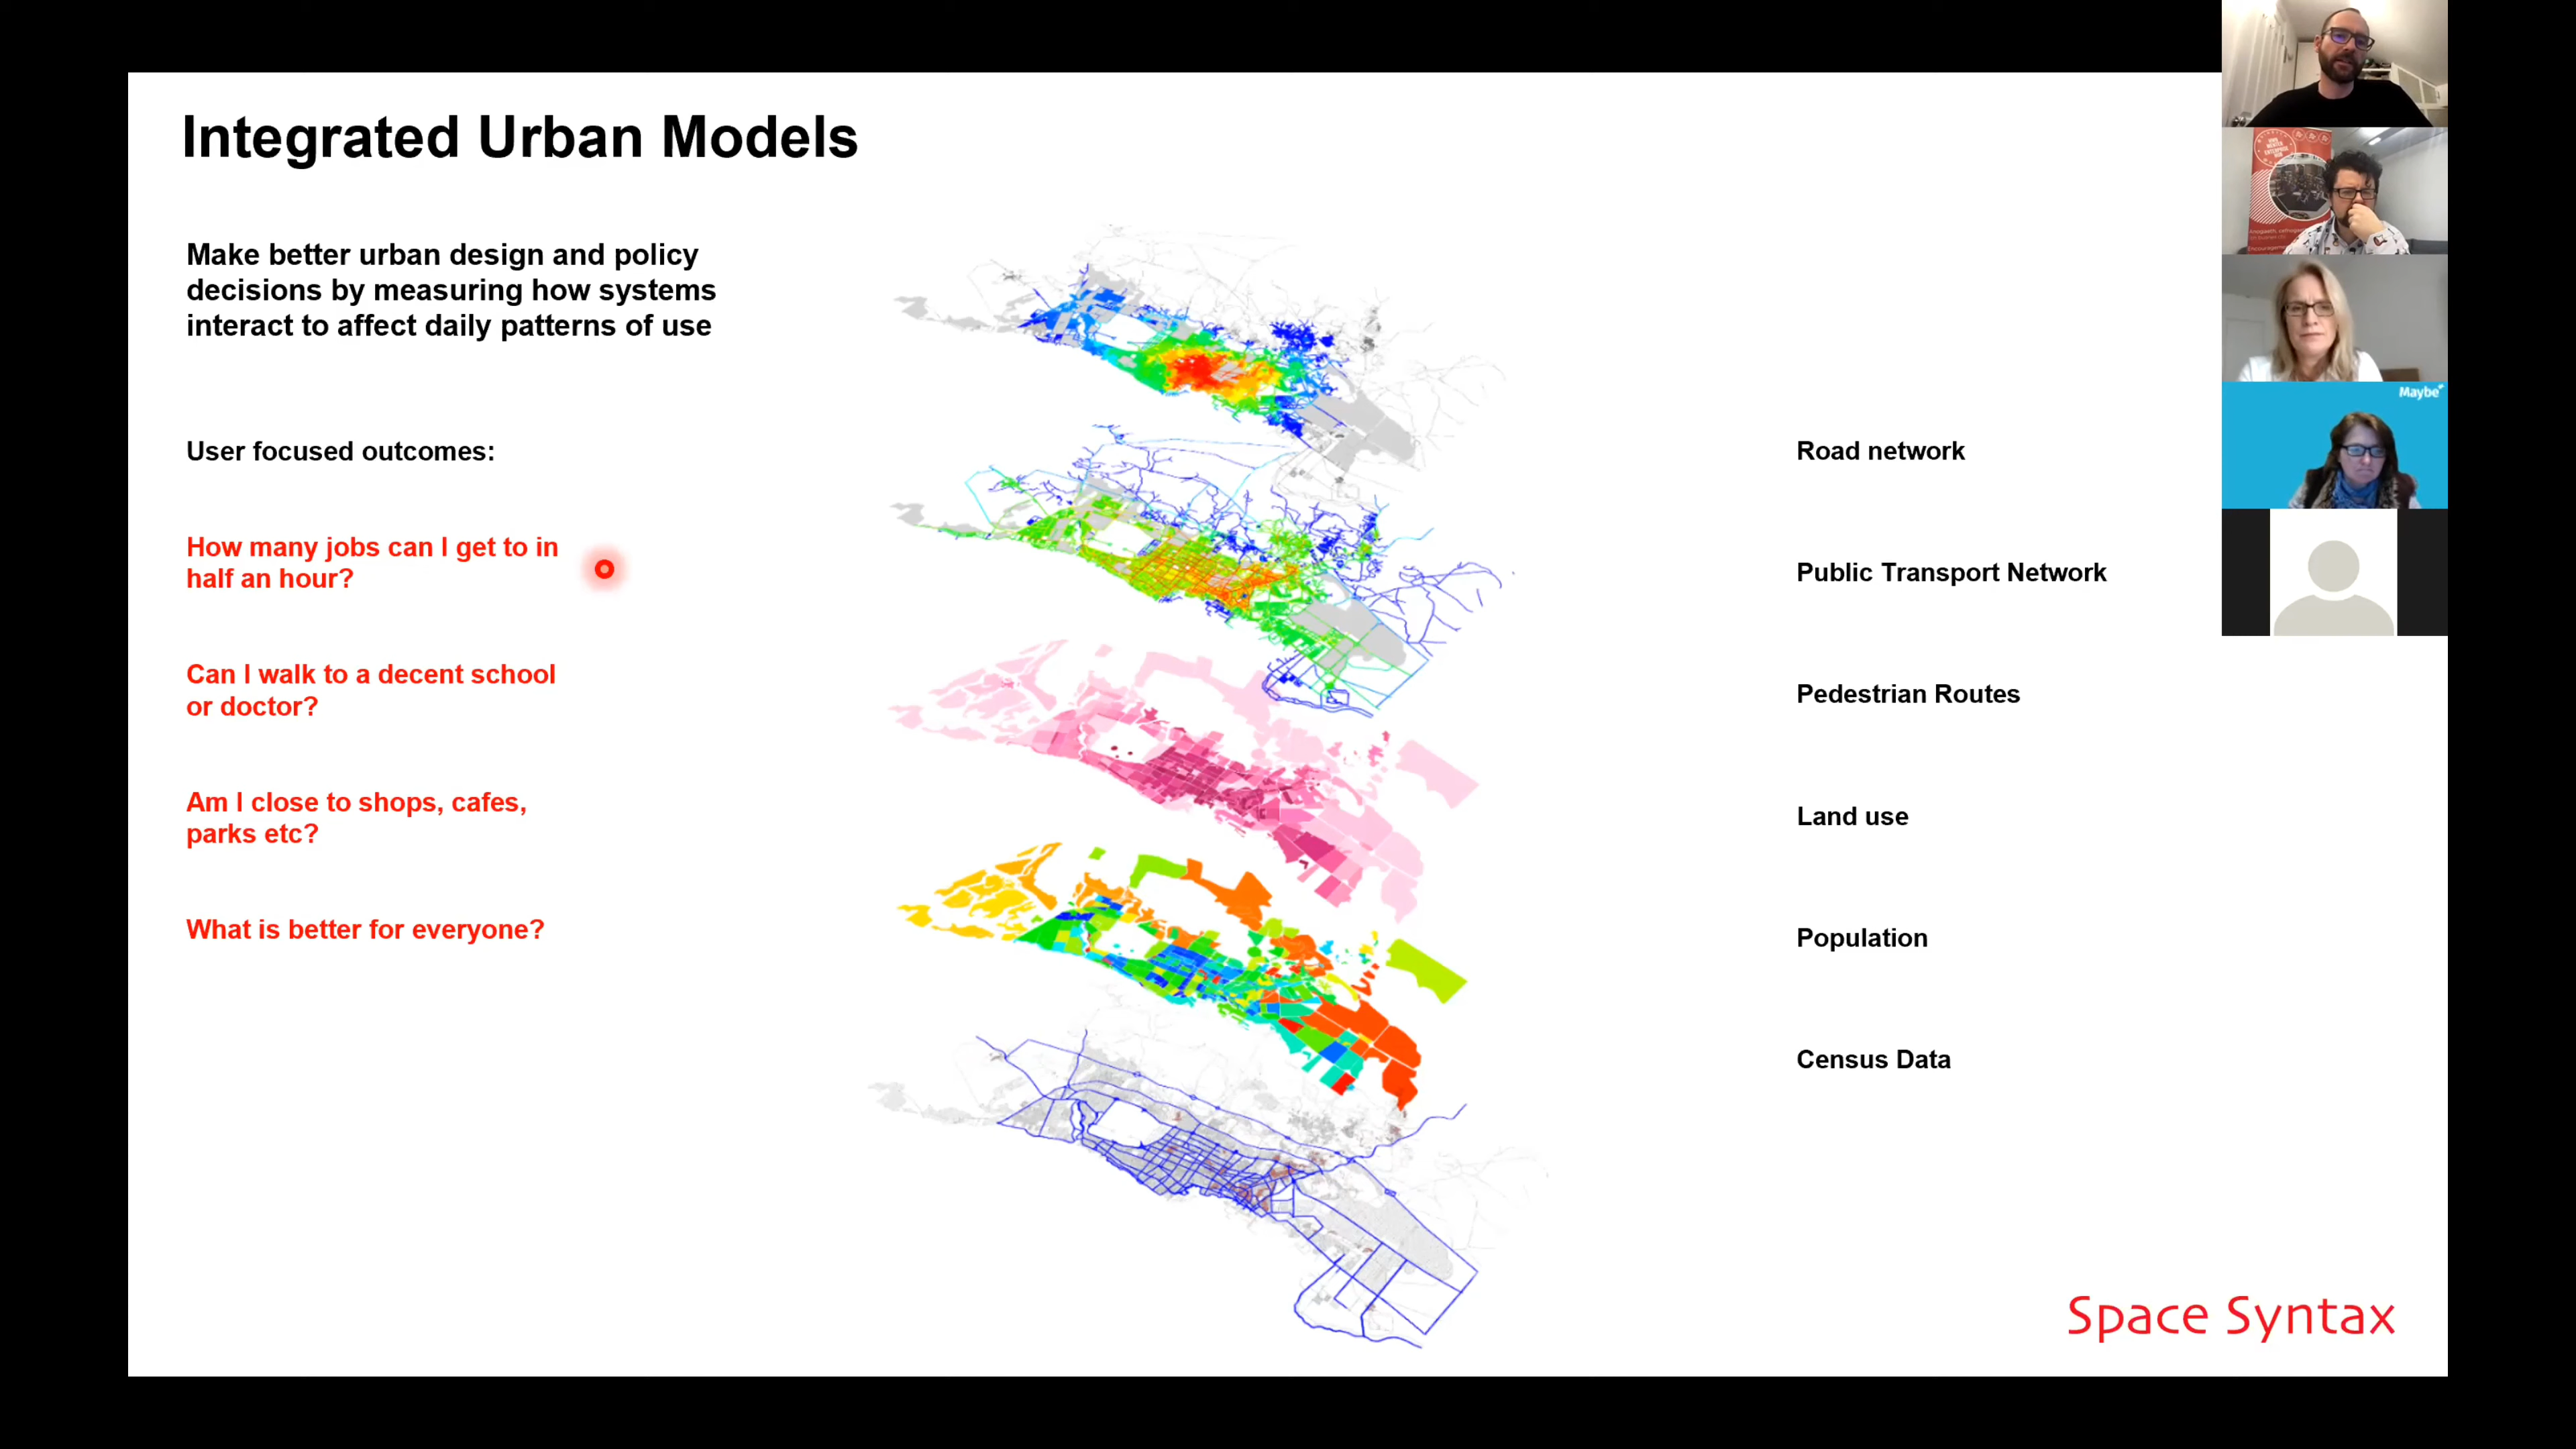 Integrated Urban Models
Make better urban design and policy
decisions by measuring how systems
interact to affect daily patterns of use
User focused outcomes:
How many jobs can I get to in
half an hour?
Can I walk to a decent school
or doctor?
Am I close to shops, cafes,
parks etc?
What is better for everyone?
Road network
Public Transport Network
Pedestrian Routes
Land use
Population
Census Data
Space Syntax
Maybe